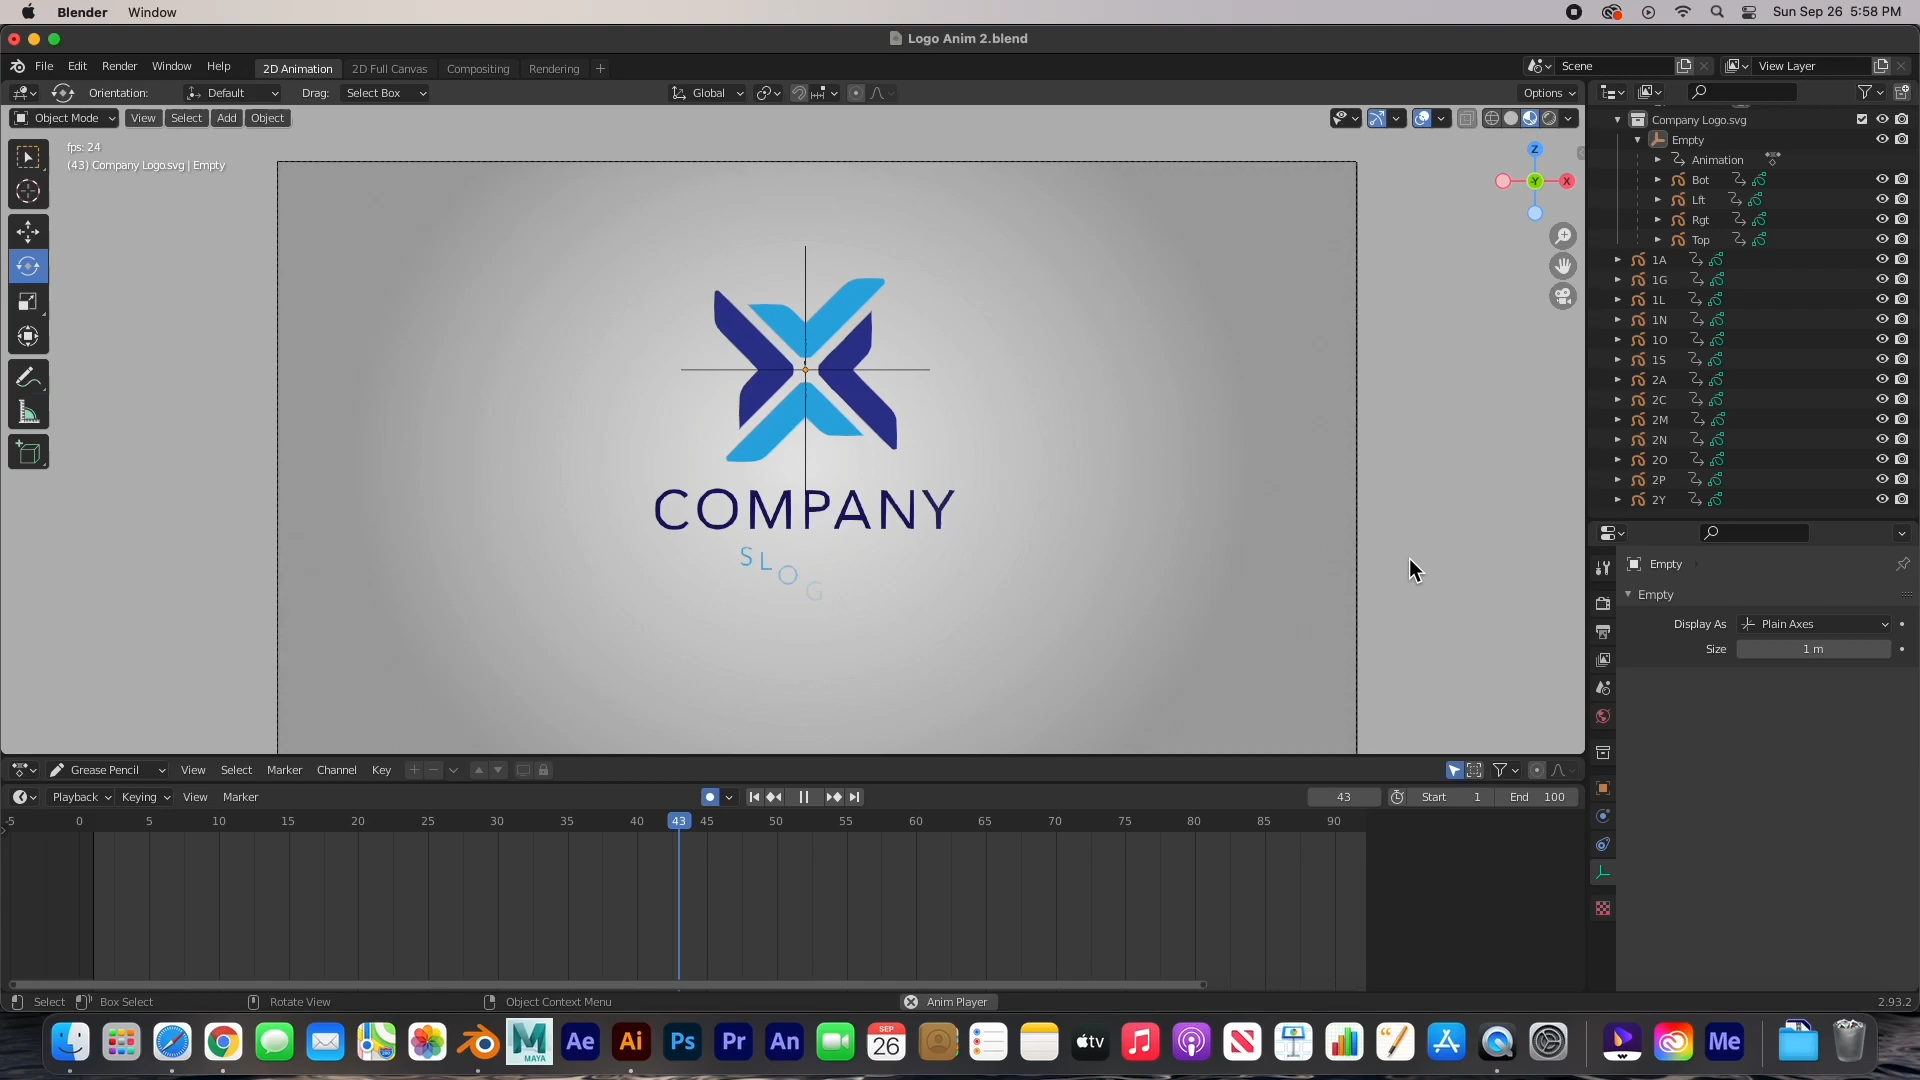 Blender Window Sun Sep 26 5:58 PM
Logo Anim 2.blend
File Edit Render Window Help 2D Animation 2D Full Canvas Compositing Rendering + Scene View Layer
Orientation: Default Drag: Select Box Global Options
Object Mode View Select Add Object
fps: 24
(43) Company Logo.svg | Empty
Z
-Y X
COMPANY
SLOG
Company Logo.svg
Empty
Animation
Bot
Lft
Rgt
Top
1A
1G
1L
1N
1O
1S
2A
2C
2M
2N
2O
2P
2Y
Empty
Empty
Display As Plain Axes
Size 1 m
Grease Pencil View Select Marker Channel Key
Playback Keying View Marker 43 Start 1 End 100
-5 0 5 10 15 20 25 30 35 40 43 45 50 55 60 65 70 75 80 85 90
Select Box Select Rotate View Object Context Menu Anim Player 2.93.2
MAYA Ae Ai Ps Pr An SEP 26 tv Me